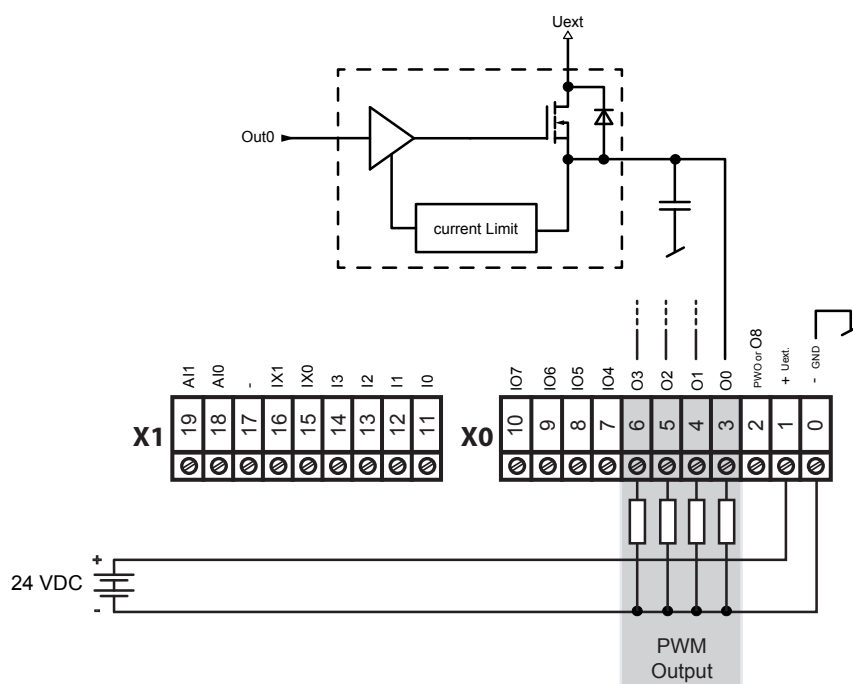 Uext
Out0
current Limit
AI1
AI0
-
IX1
IX0
I3
I2
I1
I0
IO7
IO6
IO5
IO4
O3
O2
O1
O0
PWO or O8
+ Uext.
- GND
X1
19
18
17
16
15
14
13
12
11
X0
10
9
8
7
6
5
4
3
2
1
0
+
24 VDC
-
PWM
Output